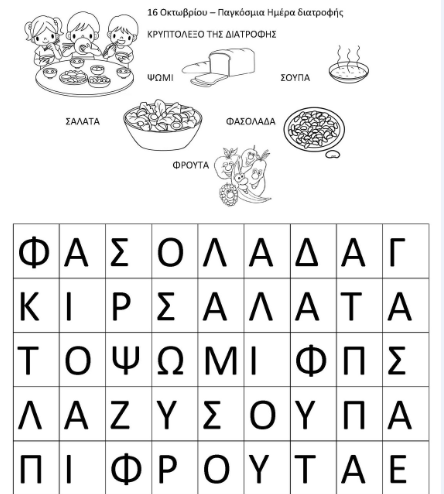 16 Οκτωβρίου – Παγκόσμια Ημέρα διατροφής
ΚΡΥΠΤΟΛΕΞΟ ΤΗΣ ΔΙΑΤΡΟΦΗΣ
ΨΩΜΙ ΣΟΥΠΑ
ΣΑΛΑΤΑ ΦΑΣΟΛΑΔΑ
ΦΡΟΥΤΑ
Φ Α Σ Ο Λ Α Δ Α Γ
Κ Ι Ρ Σ Α Λ Α Τ Α
Τ Ο Ψ Ω Μ Ι Φ Π Σ
Λ Α Ζ Υ Σ Ο Υ Π Α
Π Ι Φ Ρ Ο Υ Τ Α Ε